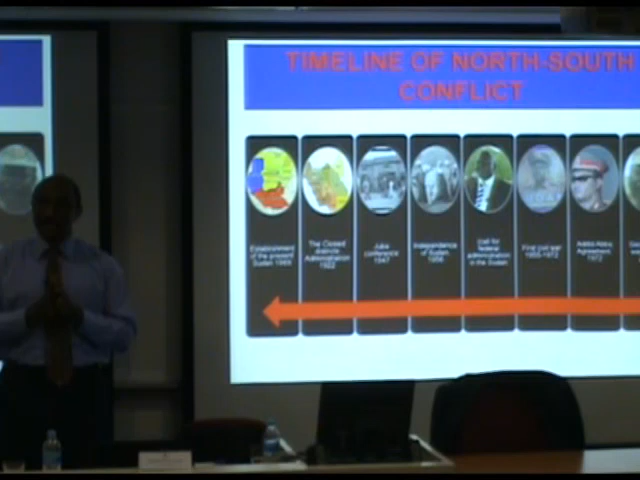 TIMELINE OF NORTH-SOUTH
CONFLICT
Establishment
of the present
Sudan
The Closed
districts
Administration
1922
Juba
conference
1947
Independence
of Sudan
1956
call for
federal
administration
in the Sudan
First civil war
1955-1972
Addis Ababa
Agreement,
1972